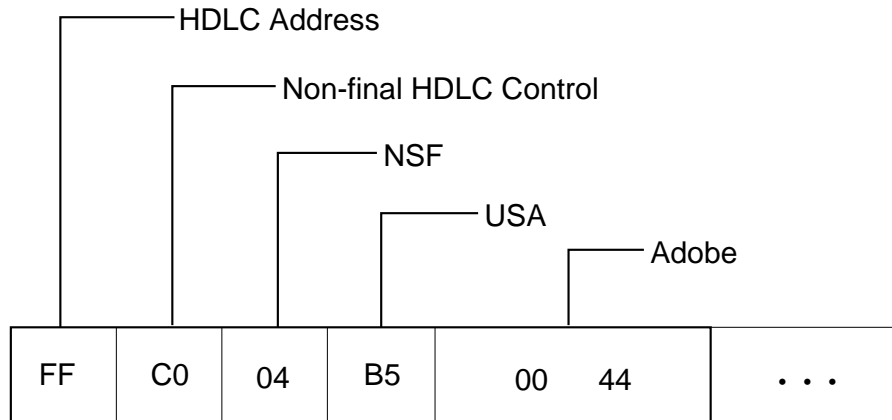 HDLC Address
Non-final HDLC Control
NSF
USA
Adobe
FF C0 04 B5 00 44 . . .